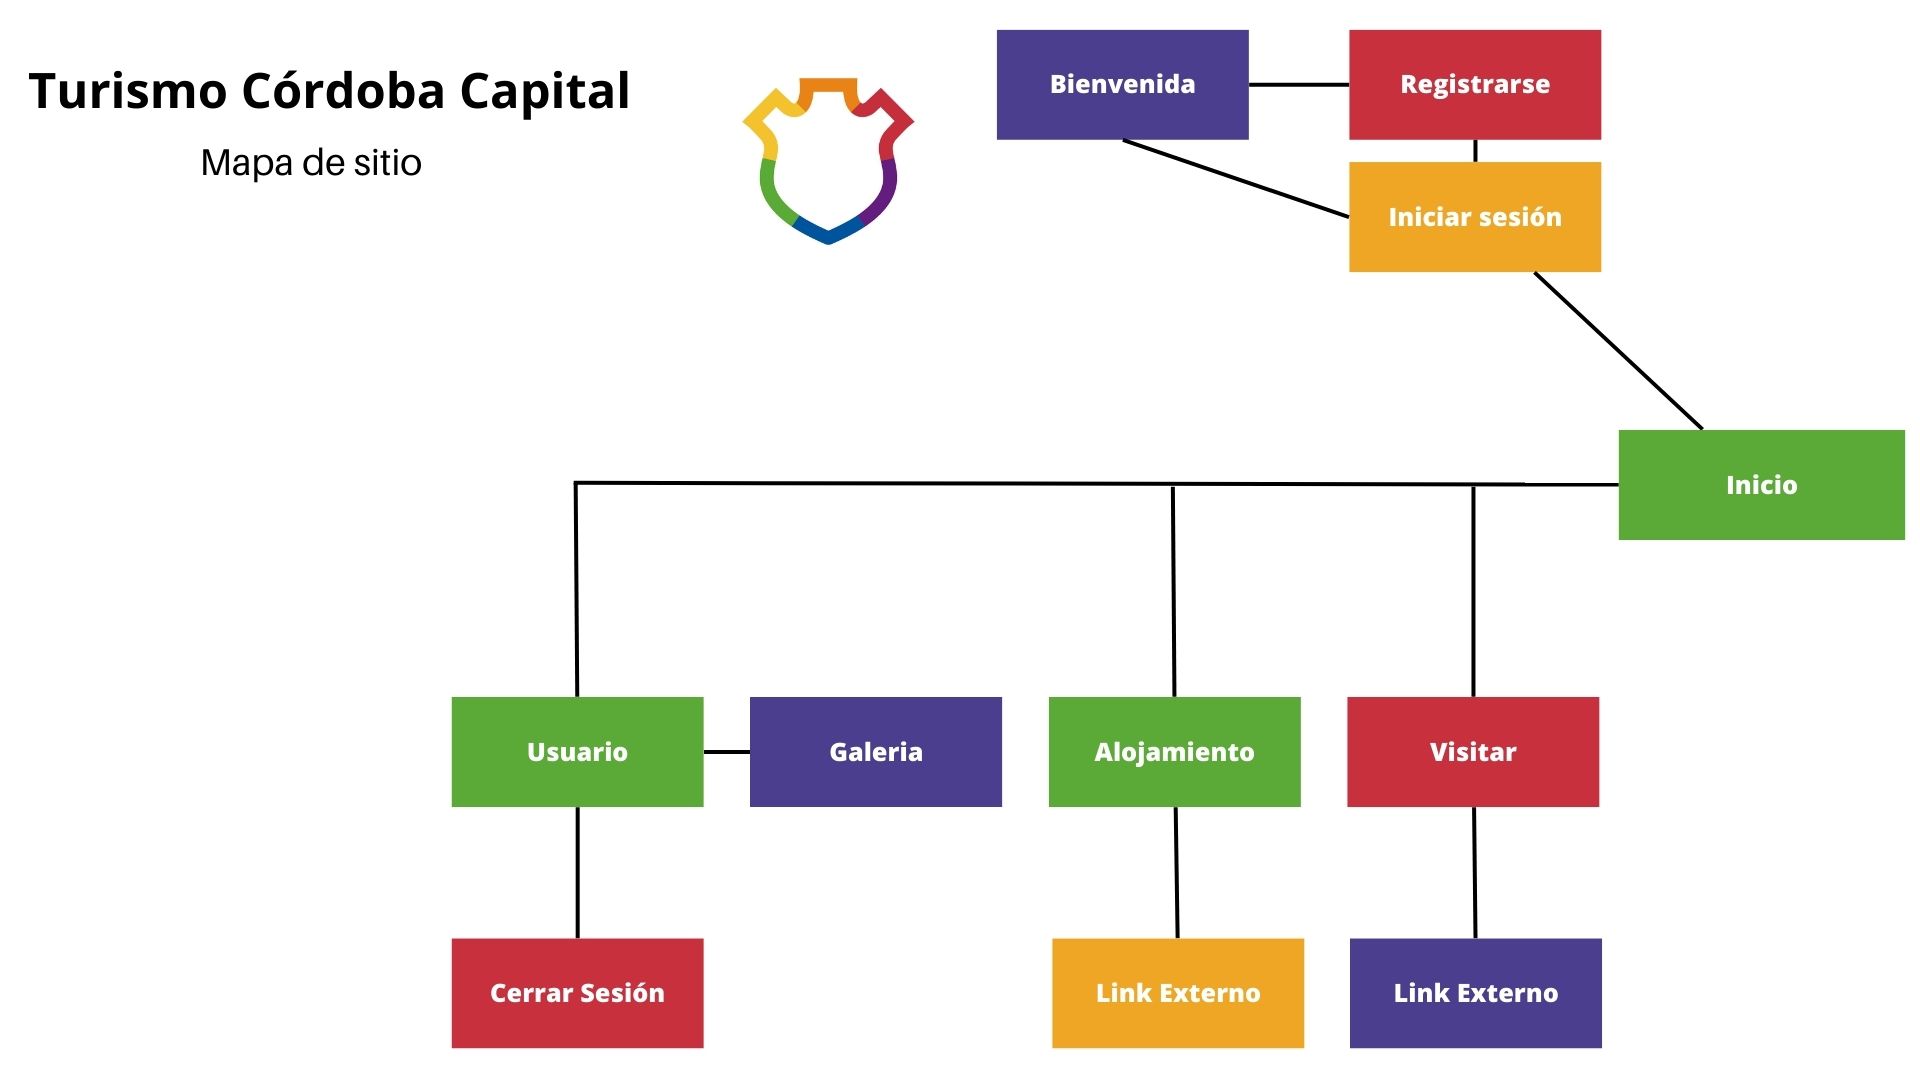 Turismo Córdoba Capital
Mapa de sitio
Bienvenida
Registrarse
Iniciar sesión
Inicio
Usuario
Galeria
Alojamiento
Visitar
Cerrar Sesión
Link Externo
Link Externo